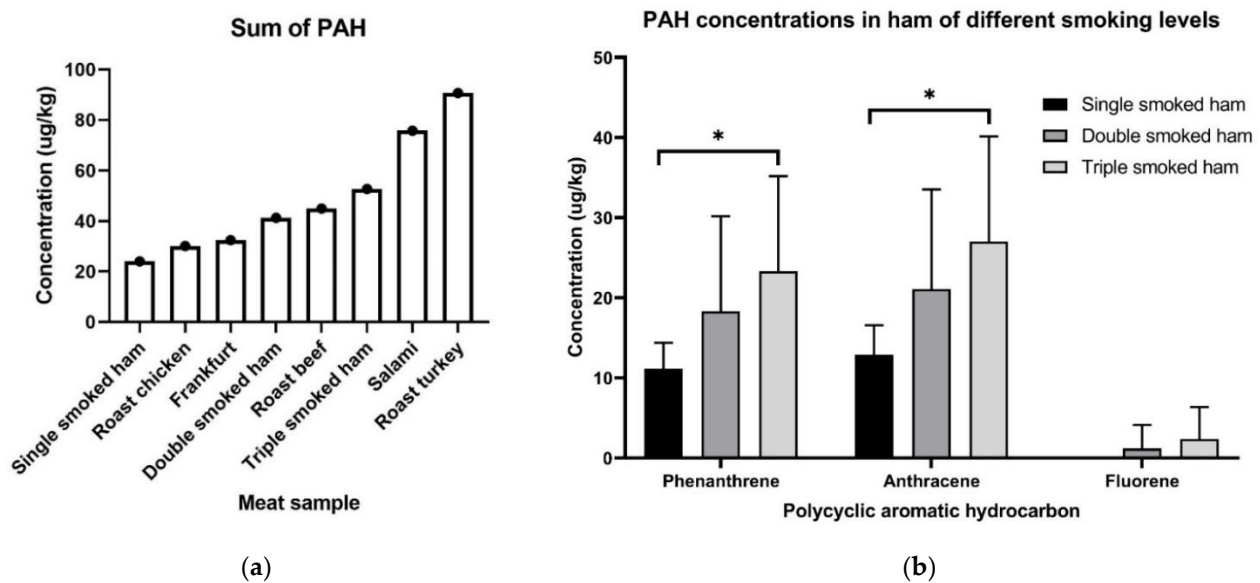 Sum of PAH
Concentration (ug/kg)
100
80
60
40
20
0
Single smoked ham
Roast chicken
Frankfurt
Double smoked ham
Roast beef
Triple smoked ham
Salami
Roast turkey
Meat sample
(a)
PAH concentrations in ham of different smoking levels
Concentration (ug/kg)
50
40
30
20
10
0
*
*
Single smoked ham
Double smoked ham
Triple smoked ham
Phenanthrene
Anthracene
Fluorene
Polycyclic aromatic hydrocarbon
(b)